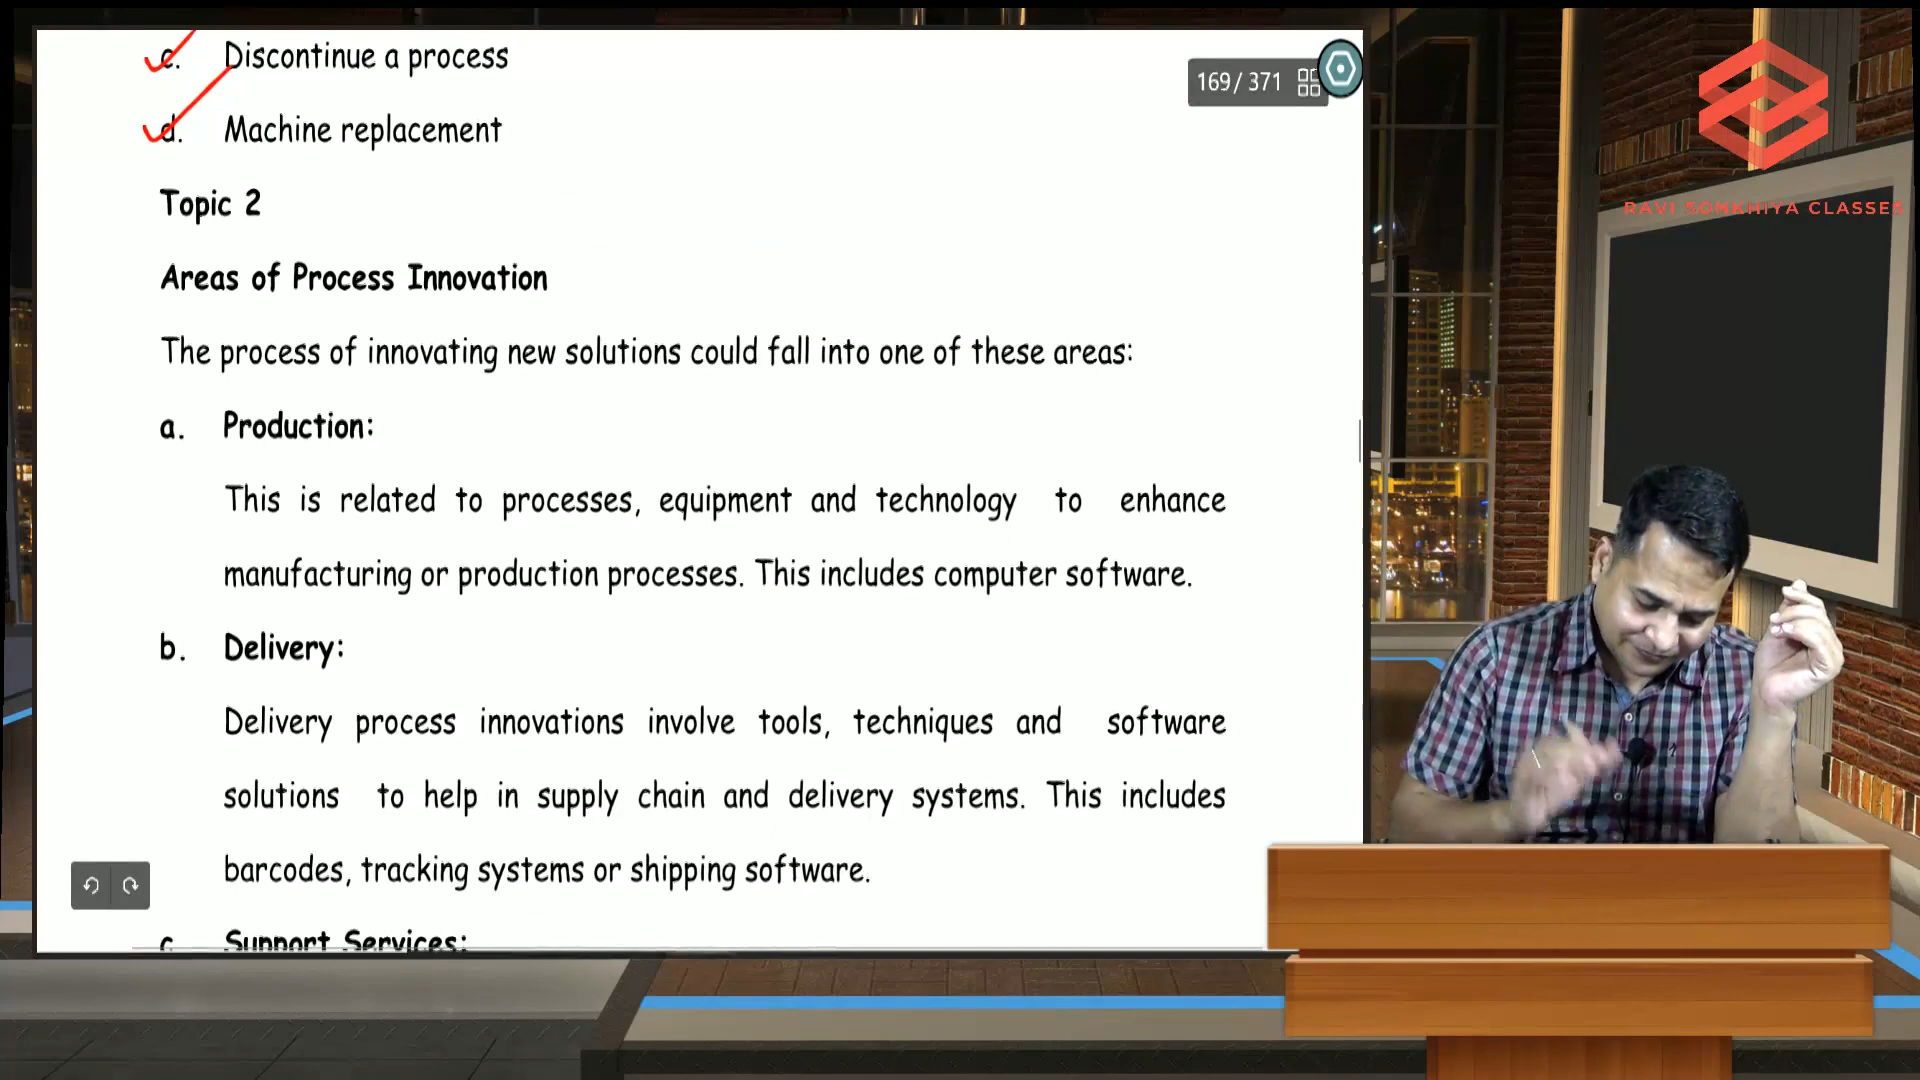 c. Discontinue a process
169/ 371
d. Machine replacement
Topic 2
RAVI SONKHIYA CLASSES
Areas of Process Innovation
The process of innovating new solutions could fall into one of these areas:
a. Production:
This is related to processes, equipment and technology to enhance
manufacturing or production processes. This includes computer software.
b. Delivery:
Delivery process innovations involve tools, techniques and software
solutions to help in supply chain and delivery systems. This includes
barcodes, tracking systems or shipping software.
c. Support Services: